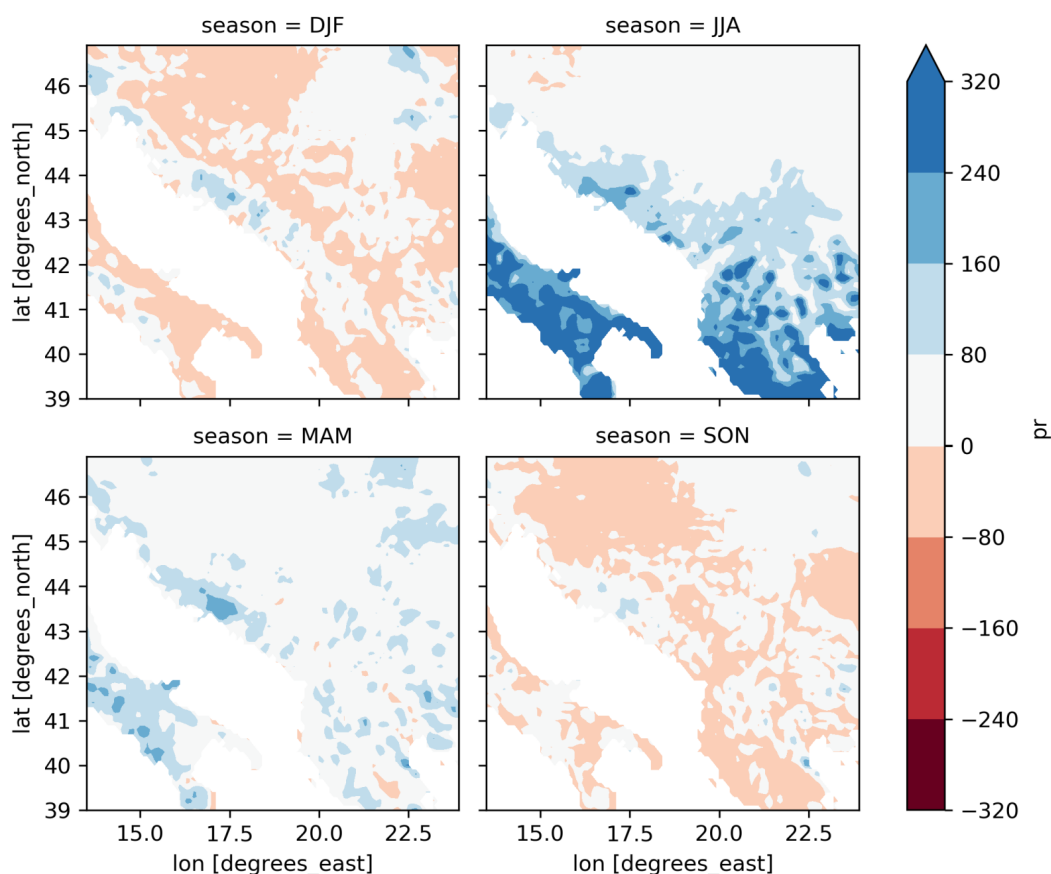 season = DJF
season = JJA
46
45
44
43
42
41
40
39
lat [degrees_north]
season = MAM
season = SON
46
45
44
43
42
41
40
39
lat [degrees_north]
15.0 17.5 20.0 22.5
15.0 17.5 20.0 22.5
lon [degrees_east]
lon [degrees_east]
320
240
160
80
0
−80
−160
−240
−320
pr